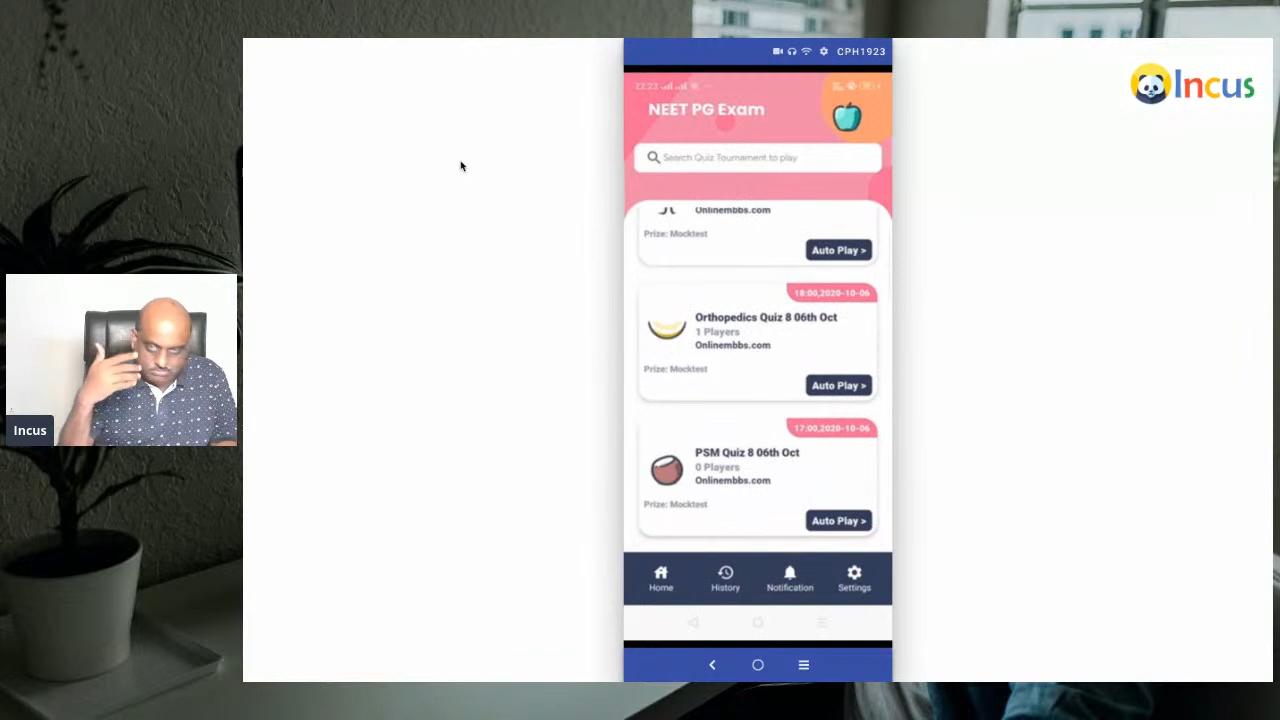 CPH1923
Incus
22:23
NEET PG Exam
Search Quiz Tournament to play
Onlinembbs.com
Prize: Mocktest
Auto Play >
18:00,2020-10-06
Orthopedics Quiz 8 06th Oct
1 Players
Onlinembbs.com
Prize: Mocktest
Auto Play >
17:00,2020-10-06
PSM Quiz 8 06th Oct
0 Players
Onlinembbs.com
Prize: Mocktest
Auto Play >
Incus
Home History Notification Settings